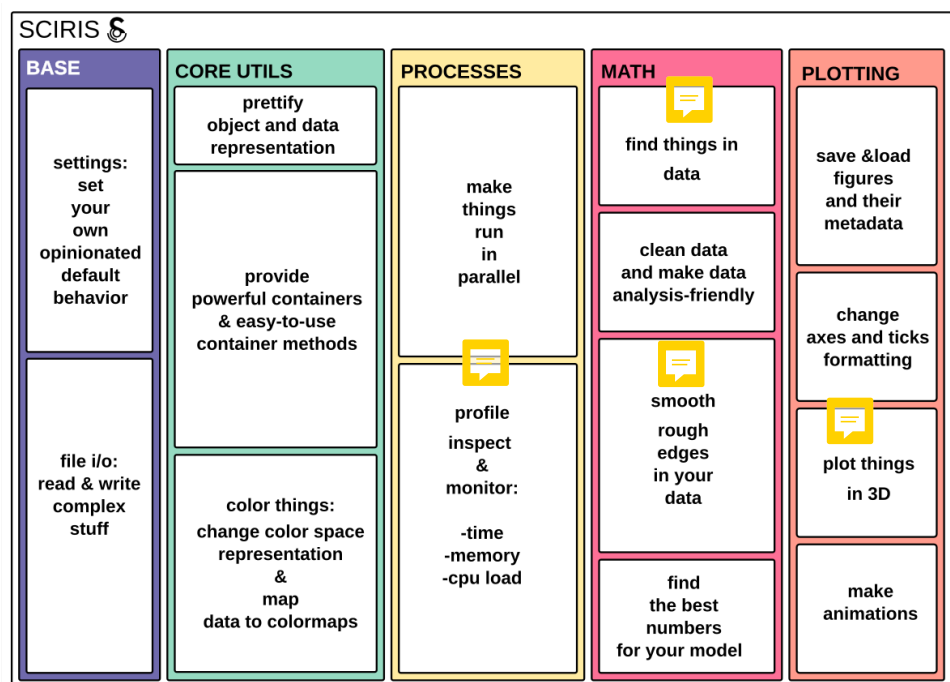 SCIRIS
BASE
settings:
set
your
own
opinionated
default
behavior
file i/o:
read & write
complex
stuff
CORE UTILS
prettify
object and data
representation
provide
powerful containers
& easy-to-use
container methods
color things:
change color space
representation
&
map
data to colormaps
PROCESSES
make
things
run
in
parallel
profile
inspect
&
monitor:
-time
-memory
-cpu load
MATH
find things in
data
clean data
and make data
analysis-friendly
smooth
rough
edges
in your
data
find
the best
numbers
for your model
PLOTTING
save &load
figures
and their
metadata
change
axes and ticks
formatting
plot things
in 3D
make
animations